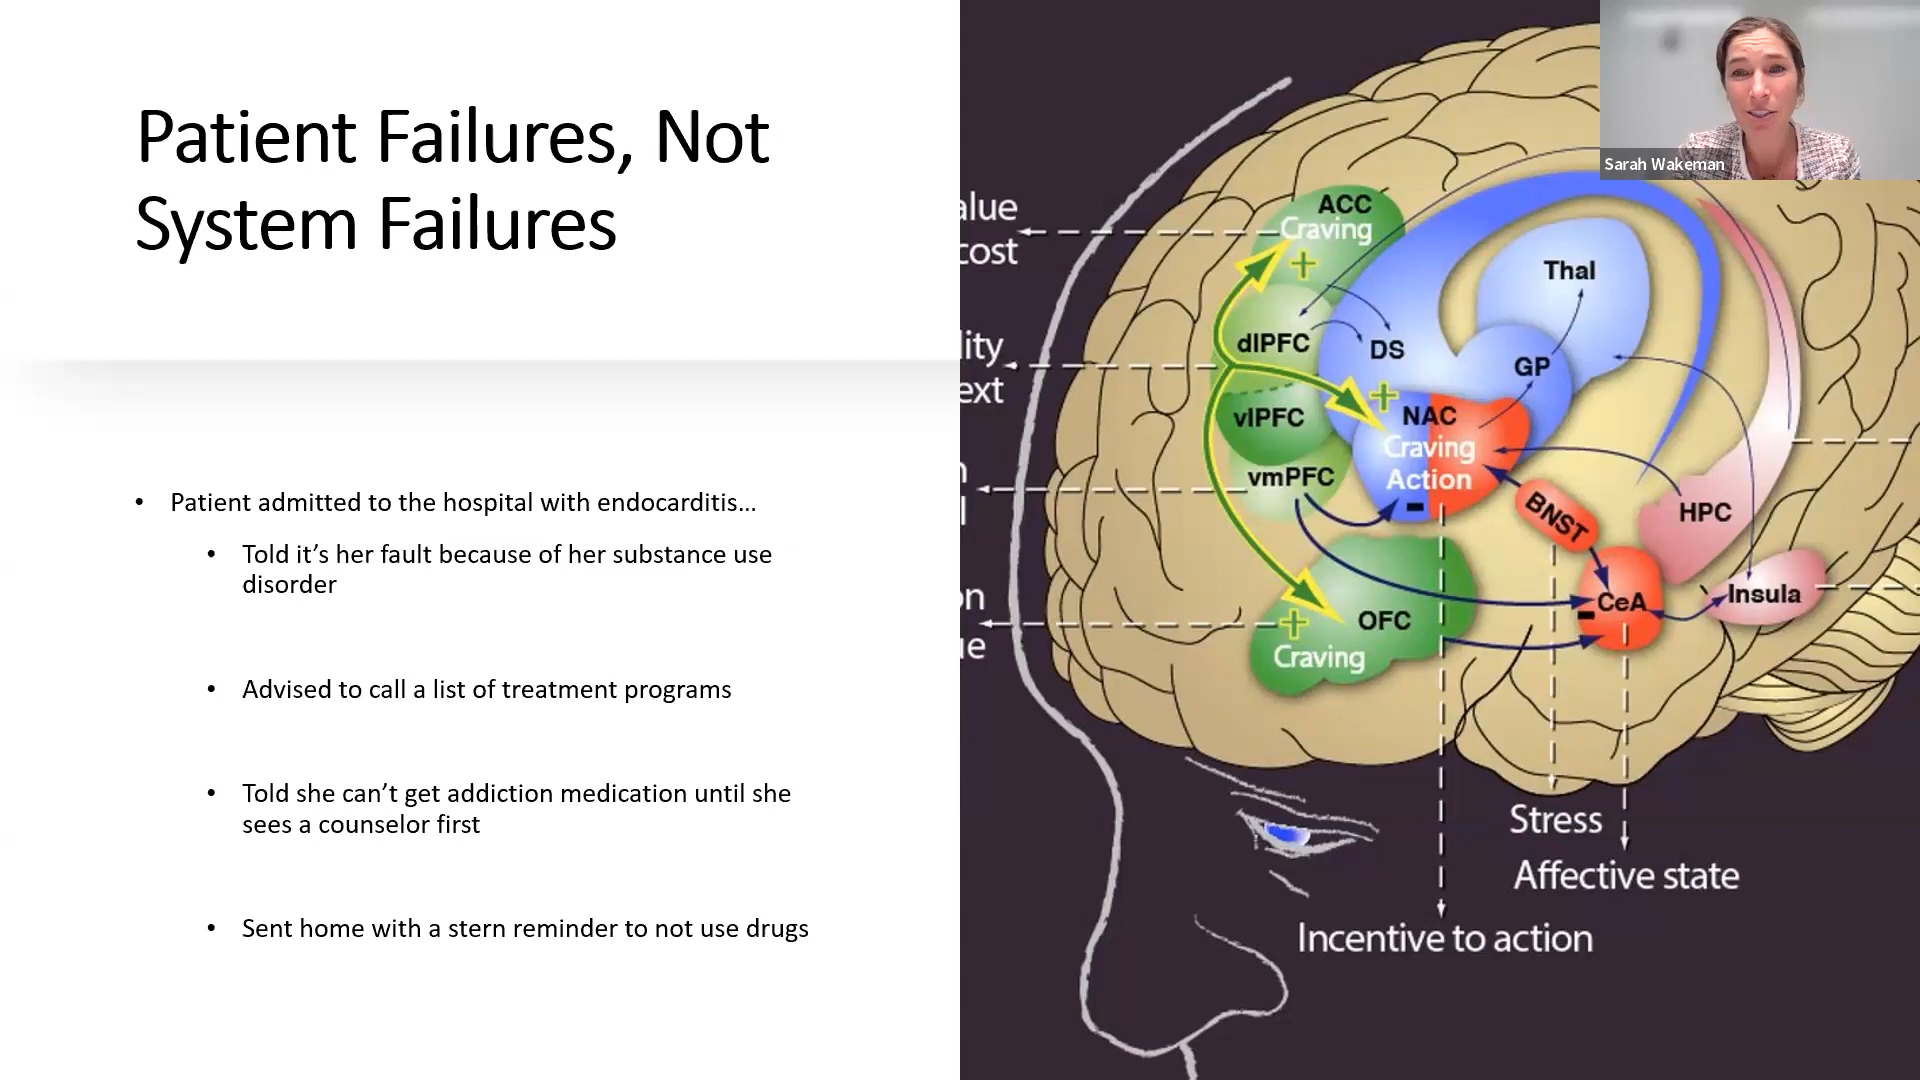 Patient Failures, Not
System Failures
• Patient admitted to the hospital with endocarditis…
• Told it’s her fault because of her substance use
disorder
• Advised to call a list of treatment programs
• Told she can’t get addiction medication until she
sees a counselor first
• Sent home with a stern reminder to not use drugs
alue
cost
lity
ext
on
ue
ACC
Craving
+
dlPFC
DS
Thal
GP
vlPFC
+
NAC
Craving
Action
-
vmPFC
BNST
HPC
CeA
-
Insula
OFC
+
Craving
Stress
Affective state
Incentive to action
Sarah Wakeman